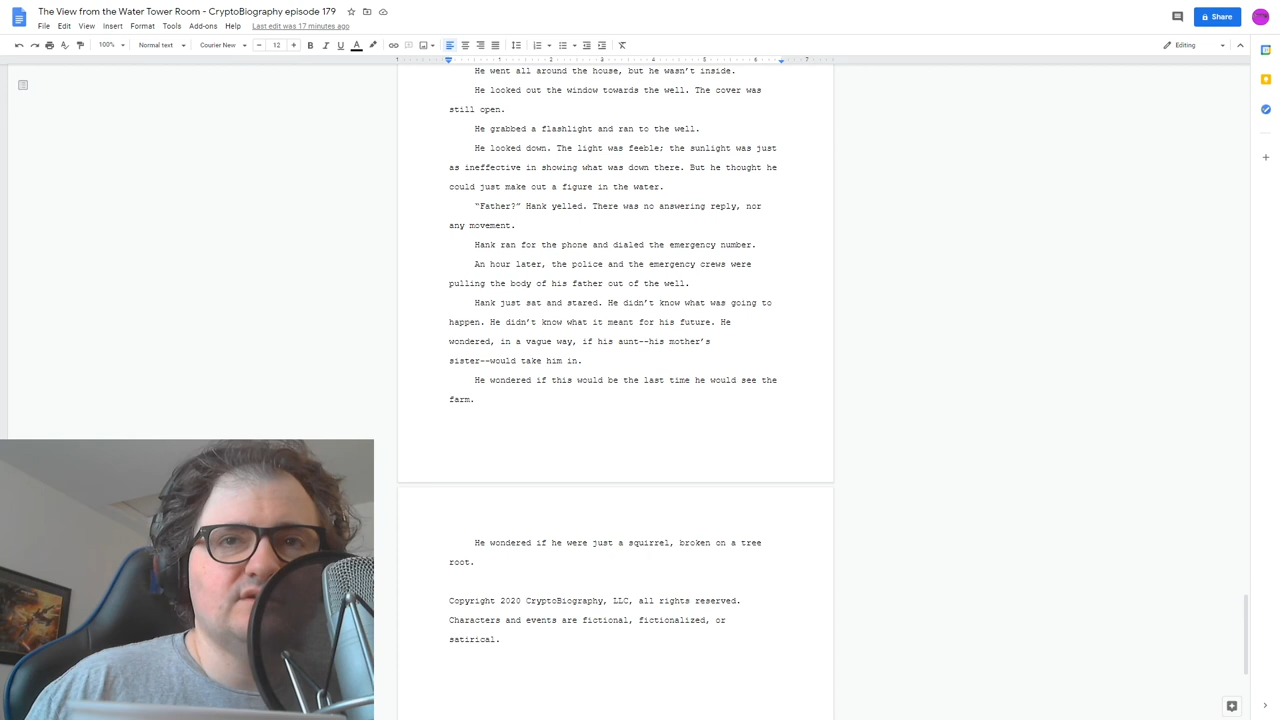 The View from the Water Tower Room - CryptoBiography episode 179
File Edit View Insert Format Tools Add-ons Help Last edit was 17 minutes ago
Share
100% Normal text Courier New 12 B I U A Editing
1 1 2 3 4 5 6 7
He went all around the house, but he wasn't inside.
He looked out the window towards the well. The cover was
still open.
He grabbed a flashlight and ran to the well.
He looked down. The light was feeble; the sunlight was just
as ineffective in showing what was down there. But he thought he
could just make out a figure in the water.
“Father?” Hank yelled. There was no answering reply, nor
any movement.
Hank ran for the phone and dialed the emergency number.
An hour later, the police and the emergency crews were
pulling the body of his father out of the well.
Hank just sat and stared. He didn’t know what was going to
happen. He didn’t know what it meant for his future. He
wondered, in a vague way, if his aunt--his mother’s
sister--would take him in.
He wondered if this would be the last time he would see the
farm.
He wondered if he were just a squirrel, broken on a tree
root.
Copyright 2020 CryptoBiography, LLC, all rights reserved.
Characters and events are fictional, fictionalized, or
satirical.